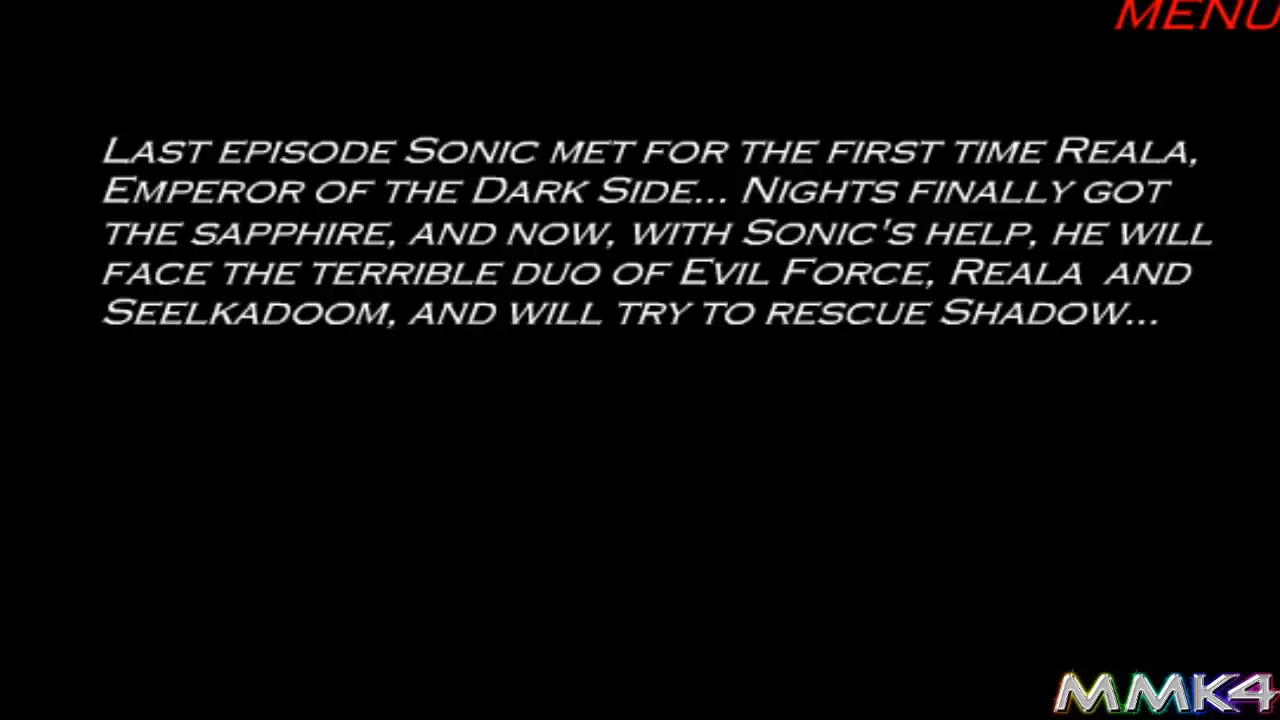 MENU
LAST EPISODE SONIC MET FOR THE FIRST TIME REALA,
EMPEROR OF THE DARK SIDE... NIGHTS FINALLY GOT
THE SAPPHIRE, AND NOW, WITH SONIC'S HELP, HE WILL
FACE THE TERRIBLE DUO OF EVIL FORCE, REALA AND
SEELKADOOM, AND WILL TRY TO RESCUE SHADOW...
MMK4